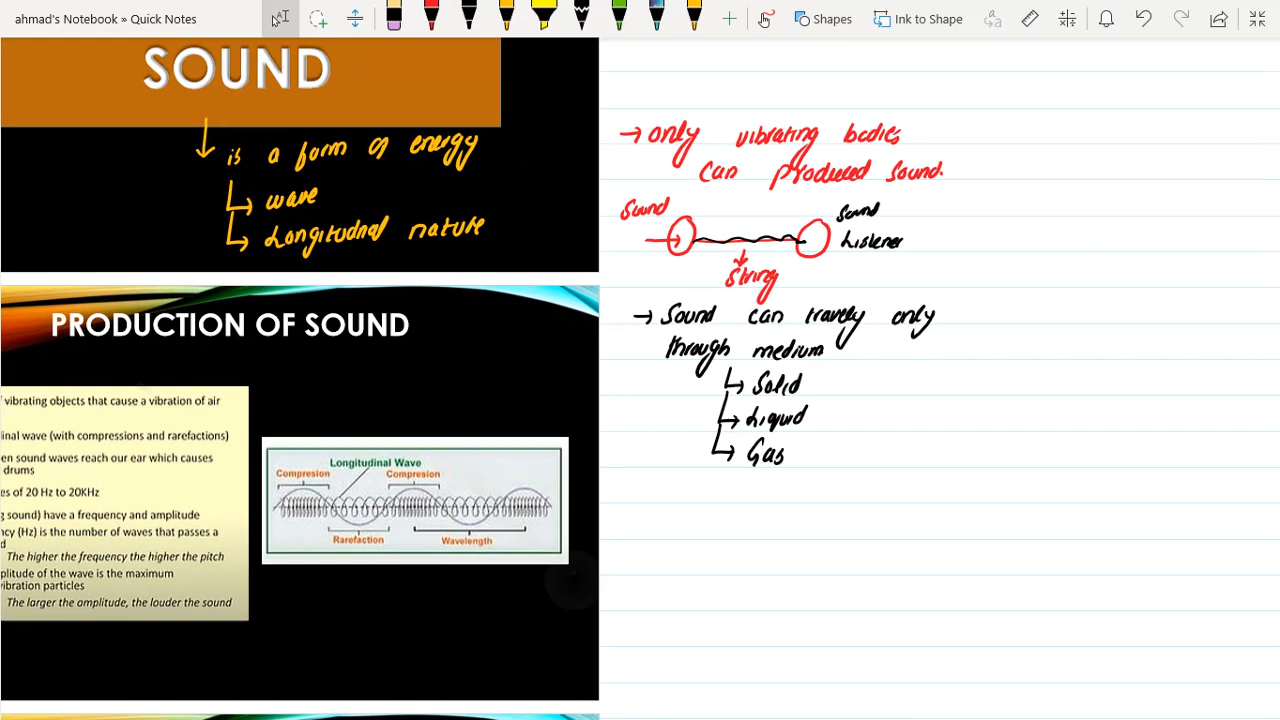 ahmad's Notebook » Quick Notes
Shapes
Ink to Shape
SOUND
is a form of energy
wave
Longitudnal nature
PRODUCTION OF SOUND
f vibrating objects that cause a vibration of air
inal wave (with compressions and rarefactions)
en sound waves reach our ear which causes
drums
es of 20 Hz to 20KHz
g sound) have a frequency and amplitude
ncy (Hz) is the number of waves that passes a
d
The higher the frequency the higher the pitch
plitude of the wave is the maximum
vibration particles
The larger the amplitude, the louder the sound
Longitudinal Wave
Compresion Compresion
Rarefaction Wavelength
→ only vibrating bodies
can produced sound.
Sound
Sound
Listener
String
→ Sound can travely only
through medium
Solid
Liquid
Gas